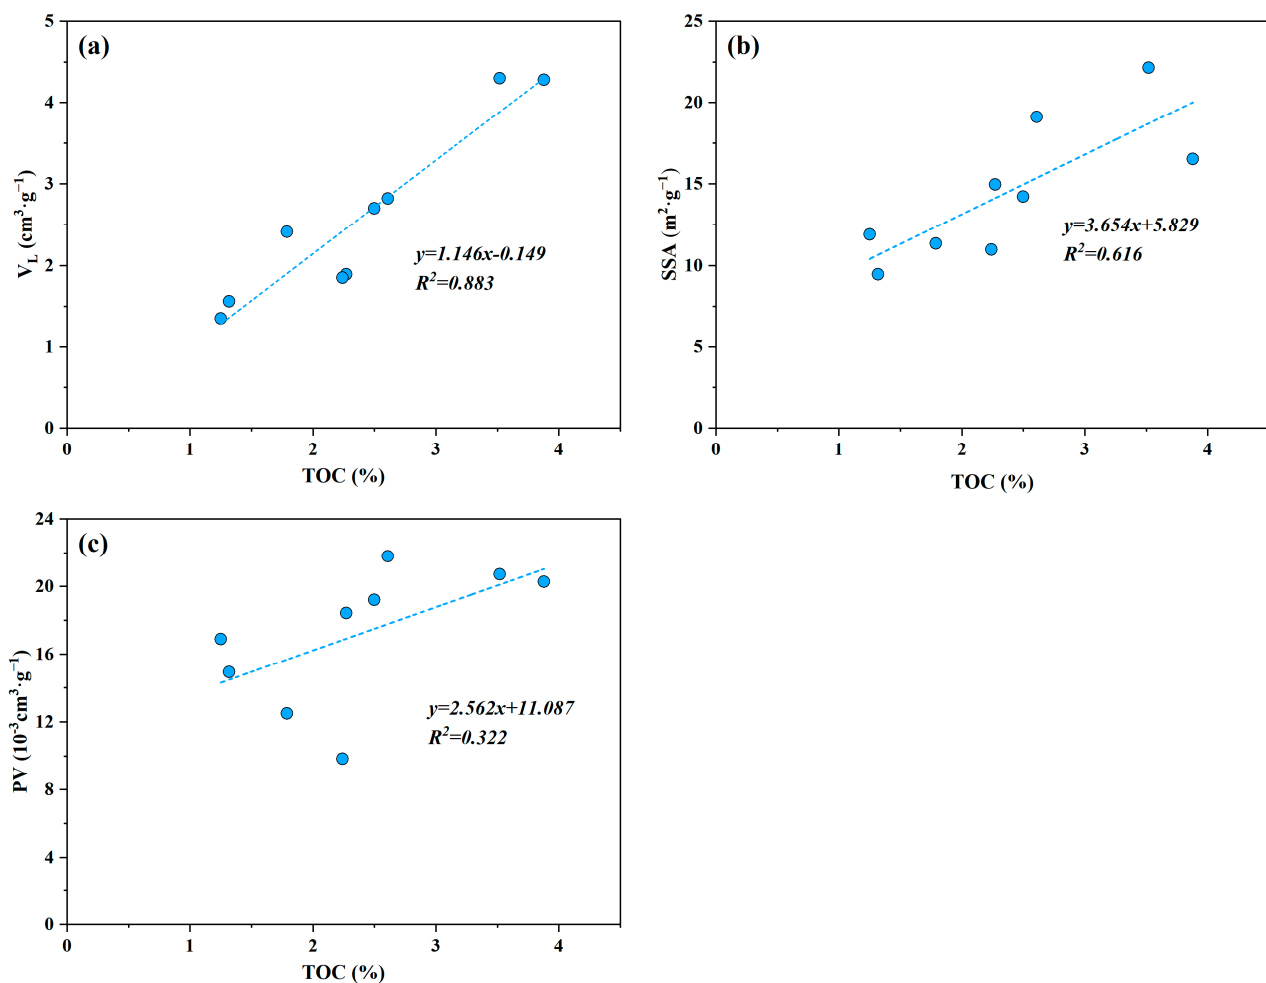 (a)
5
4
3
2
1
0
V_L (cm³·g⁻¹)
y=1.146x-0.149
R²=0.883
0 1 2 3 4
TOC (%)
(b)
25
20
15
10
5
0
SSA (m²·g⁻¹)
y=3.654x+5.829
R²=0.616
0 1 2 3 4
TOC (%)
(c)
24
20
16
12
8
4
0
PV (10⁻³cm³·g⁻¹)
y=2.562x+11.087
R²=0.322
0 1 2 3 4
TOC (%)